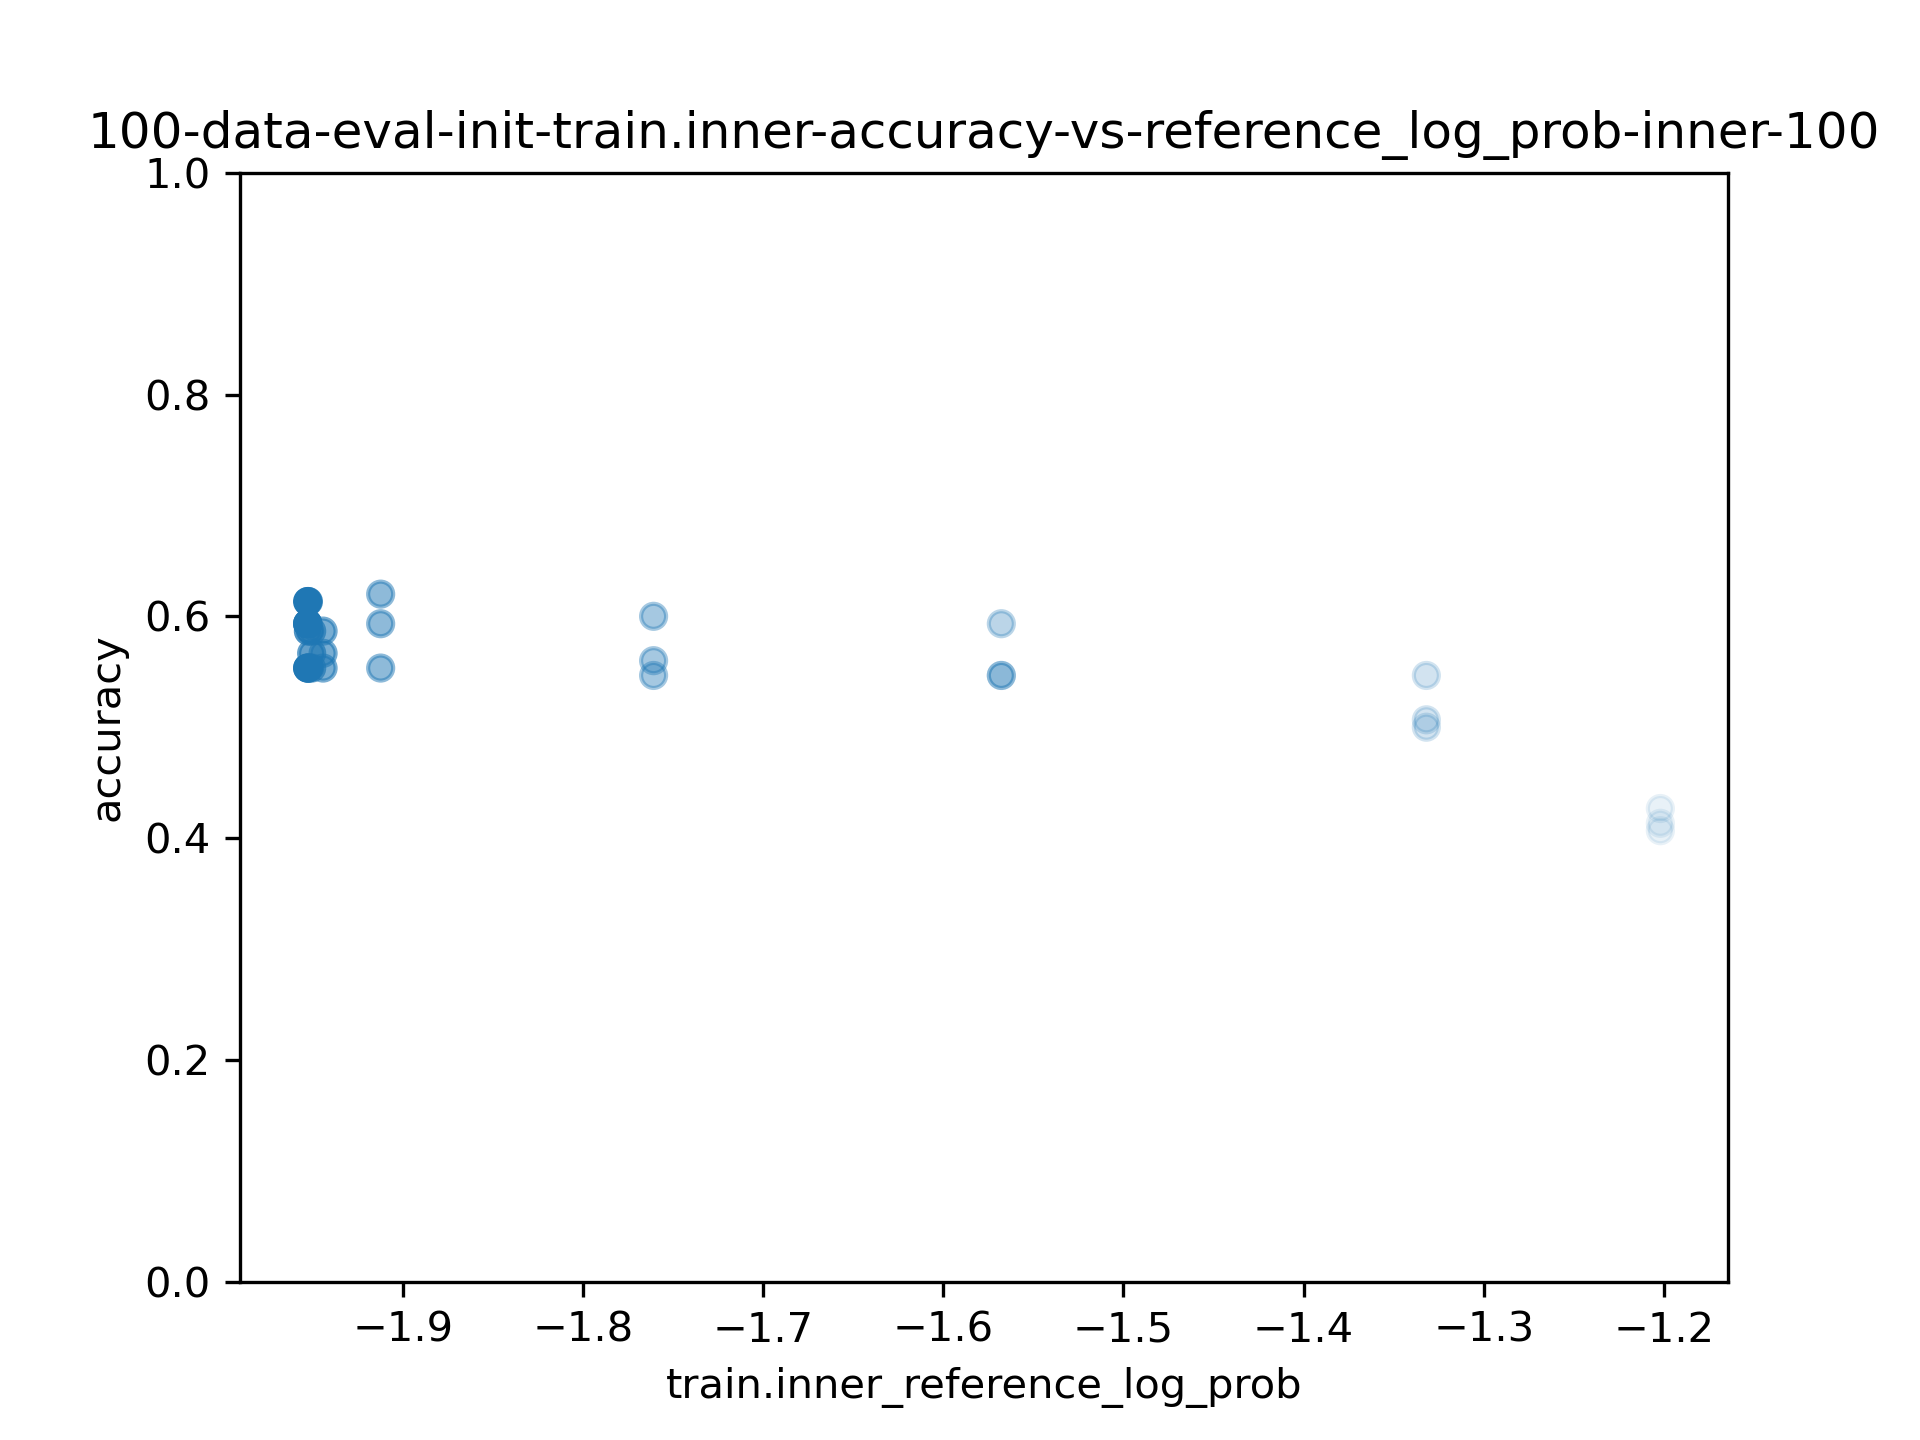 100-data-eval-init-train.inner-accuracy-vs-reference_log_prob-inner-100
1.0
0.8
0.6
0.4
0.2
0.0
accuracy
−1.9 −1.8 −1.7 −1.6 −1.5 −1.4 −1.3 −1.2
train.inner_reference_log_prob